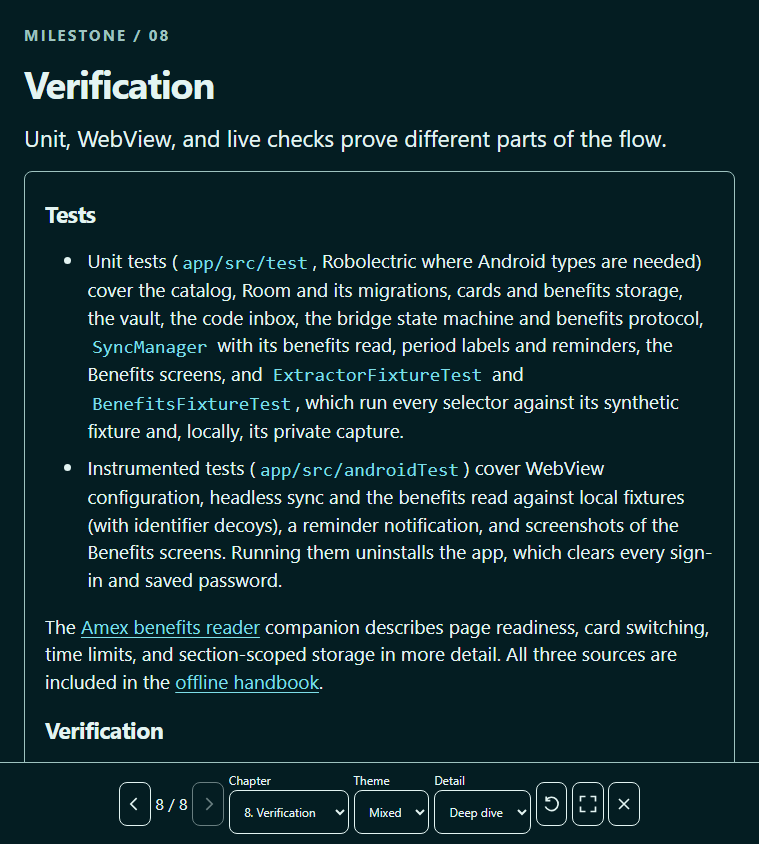 MILESTONE / 08
Verification
Unit, WebView, and live checks prove different parts of the flow.
Tests
• Unit tests ( app/src/test , Robolectric where Android types are needed)
cover the catalog, Room and its migrations, cards and benefits storage,
the vault, the code inbox, the bridge state machine and benefits protocol,
SyncManager with its benefits read, period labels and reminders, the
Benefits screens, and ExtractorFixtureTest and
BenefitsFixtureTest , which run every selector against its synthetic
fixture and, locally, its private capture.
• Instrumented tests ( app/src/androidTest ) cover WebView
configuration, headless sync and the benefits read against local fixtures
(with identifier decoys), a reminder notification, and screenshots of the
Benefits screens. Running them uninstalls the app, which clears every sign-
in and saved password.
The Amex benefits reader companion describes page readiness, card switching,
time limits, and section-scoped storage in more detail. All three sources are
included in the offline handbook.
Verification
Chapter Theme Detail
8 / 8 8. Verification Mixed Deep dive